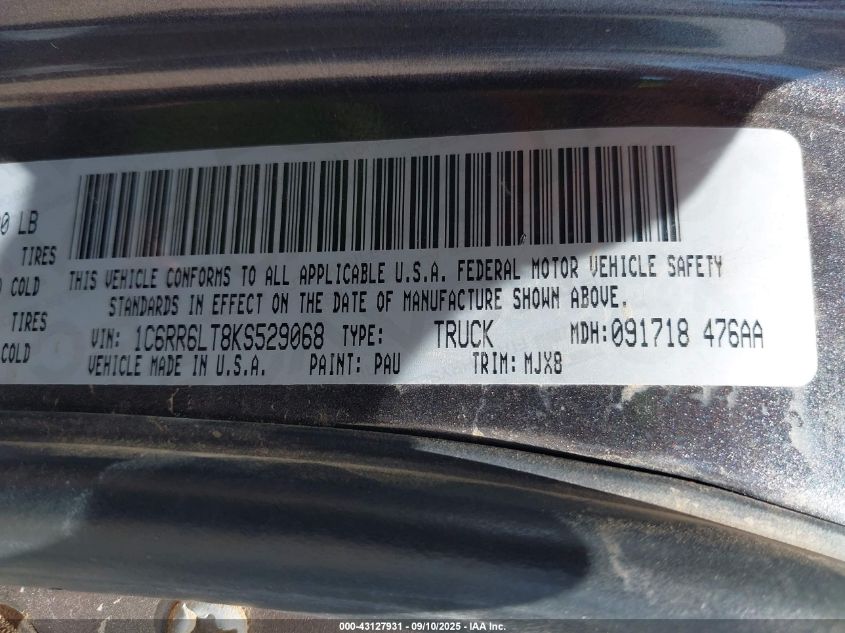 00 LB
TIRES
COLD
TIRES
COLD
THIS VEHICLE CONFORMS TO ALL APPLICABLE U.S.A. FEDERAL MOTOR VEHICLE SAFETY
STANDARDS IN EFFECT ON THE DATE OF MANUFACTURE SHOWN ABOVE.
VIN: 1C6RR6LT8KS529068 TYPE: TRUCK MDH:091718 476AA
VEHICLE MADE IN U.S.A. PAINT: PAU TRIM: MJX8
000-43127931 - 09/10/2025 - IAA Inc.